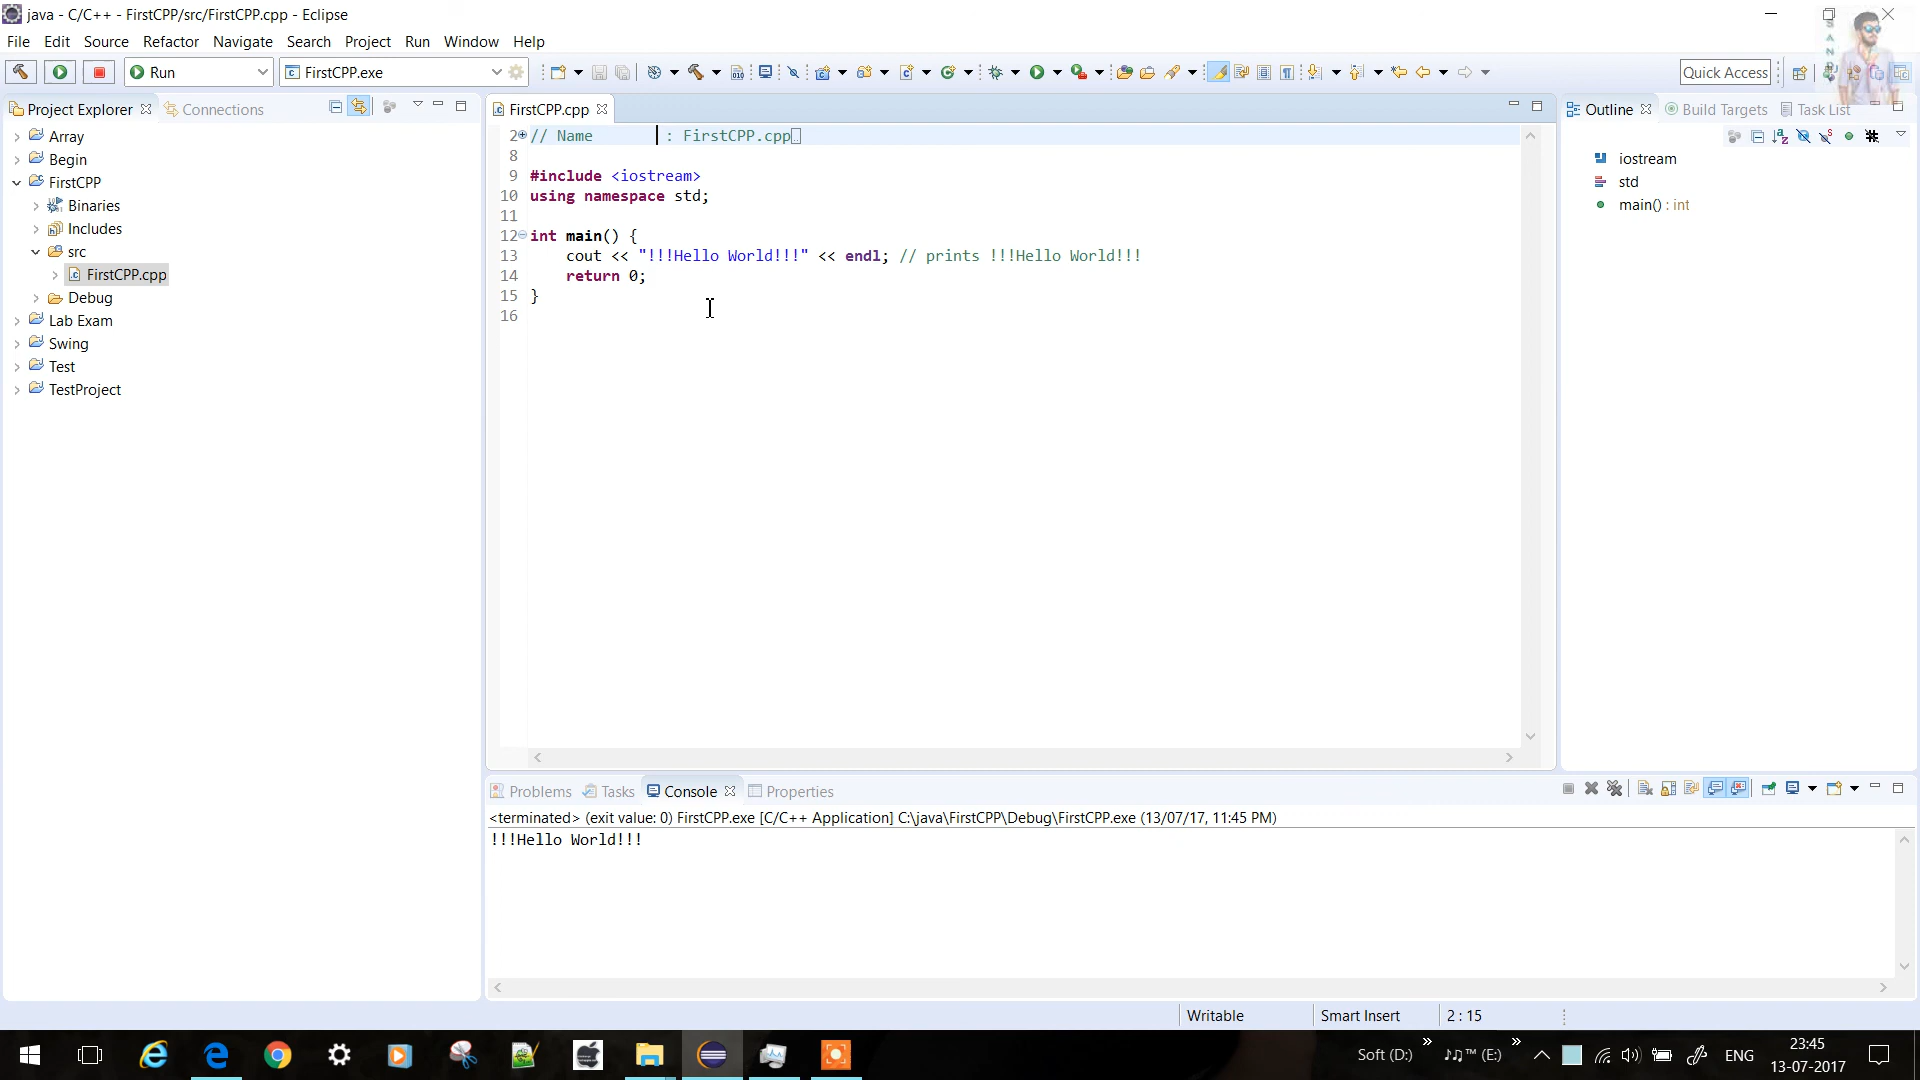 java - C/C++ - FirstCPP/src/FirstCPP.cpp - Eclipse
File Edit Source Refactor Navigate Search Project Run Window Help
Run FirstCPP.exe Quick Access
Project Explorer Connections
Array
Begin
FirstCPP
Binaries
Includes
src
FirstCPP.cpp
Debug
Lab Exam
Swing
Test
TestProject
FirstCPP.cpp
2 // Name : FirstCPP.cpp
8
9 #include <iostream>
10 using namespace std;
11
12 int main() {
13 cout << "!!!Hello World!!!" << endl; // prints !!!Hello World!!!
14 return 0;
15 }
16
Outline Build Targets Task List
iostream
std
main() : int
Problems Tasks Console Properties
<terminated> (exit value: 0) FirstCPP.exe [C/C++ Application] C:\java\FirstCPP\Debug\FirstCPP.exe (13/07/17, 11:45 PM)
!!!Hello World!!!
Writable Smart Insert 2 : 15
Soft (D:) » ♪♫™ (E:) » ENG 23:45
13-07-2017